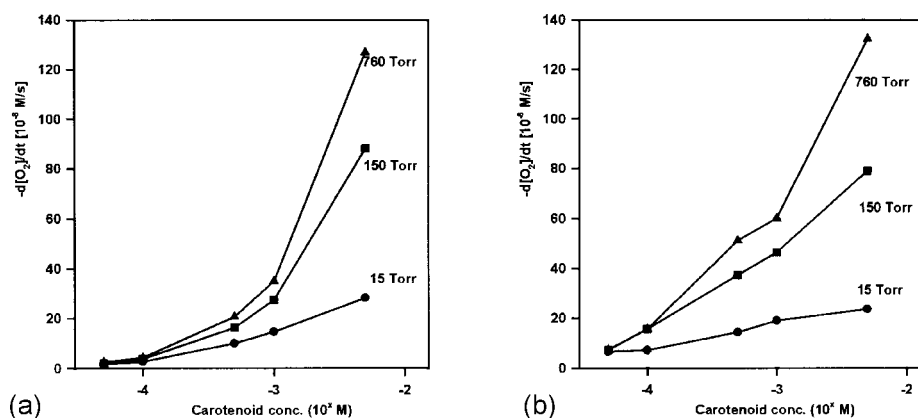 140
120
100
80
60
40
20
0
-d[O₂]/dt [10⁻⁸ M/s]
760 Torr
150 Torr
15 Torr
-4
-3
-2
(a)
Carotenoid conc. (10ˣ M)
140
120
100
80
60
40
20
0
-d[O₂]/dt [10⁻⁸ M/s]
760 Torr
150 Torr
15 Torr
-4
-3
-2
(b)
Carotenoid conc. (10ˣ M)